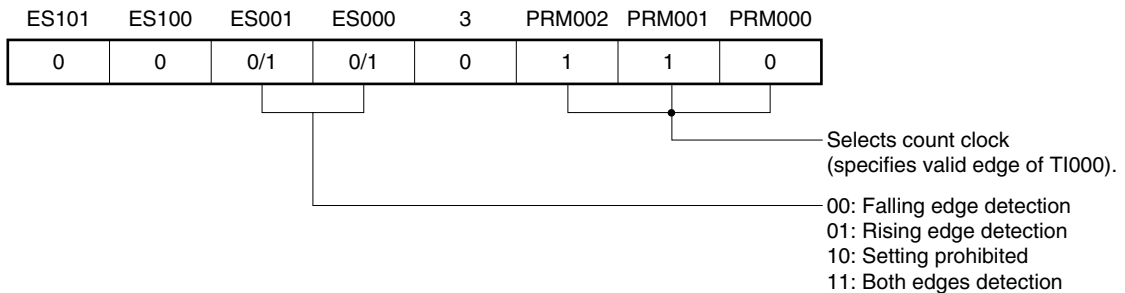 ES101 ES100 ES001 ES000 3 PRM002 PRM001 PRM000
0 0 0/1 0/1 0 1 1 0
Selects count clock
(specifies valid edge of TI000).
00: Falling edge detection
01: Rising edge detection
10: Setting prohibited
11: Both edges detection